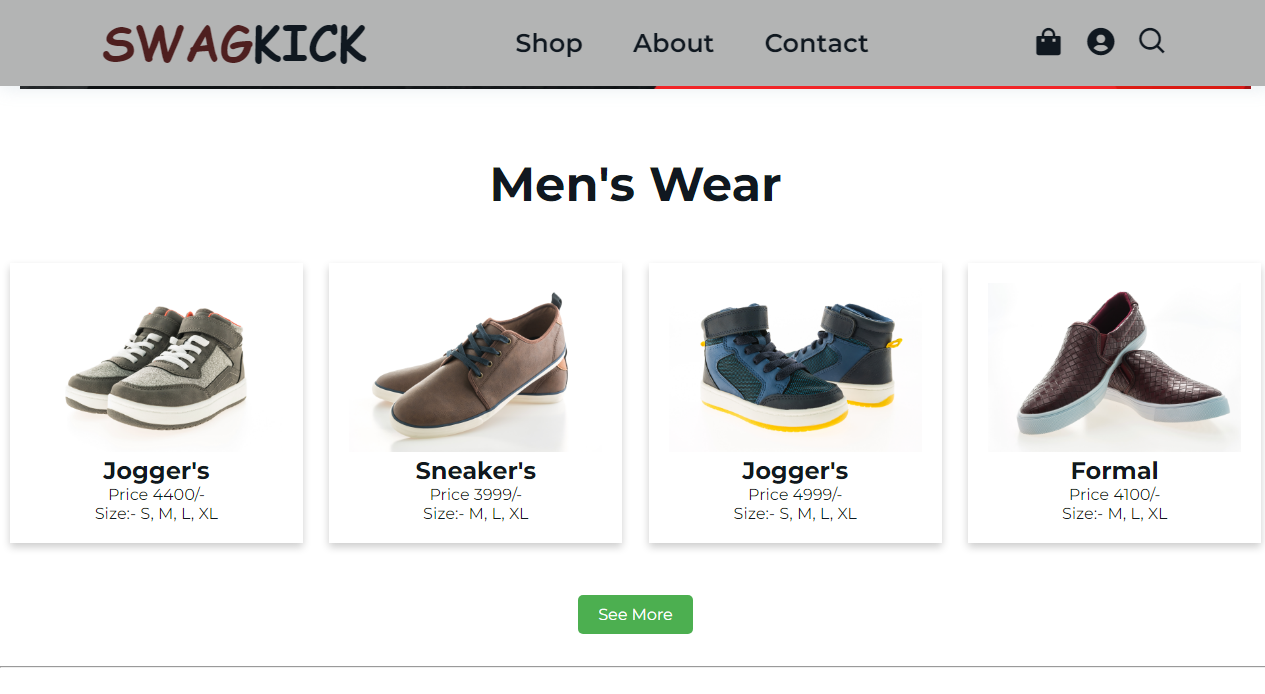 SWAGKICK Shop About Contact
Men's Wear
Jogger's
Price 4400/-
Size:- S, M, L, XL
Sneaker's
Price 3999/-
Size:- M, L, XL
Jogger's
Price 4999/-
Size:- S, M, L, XL
Formal
Price 4100/-
Size:- M, L, XL
See More